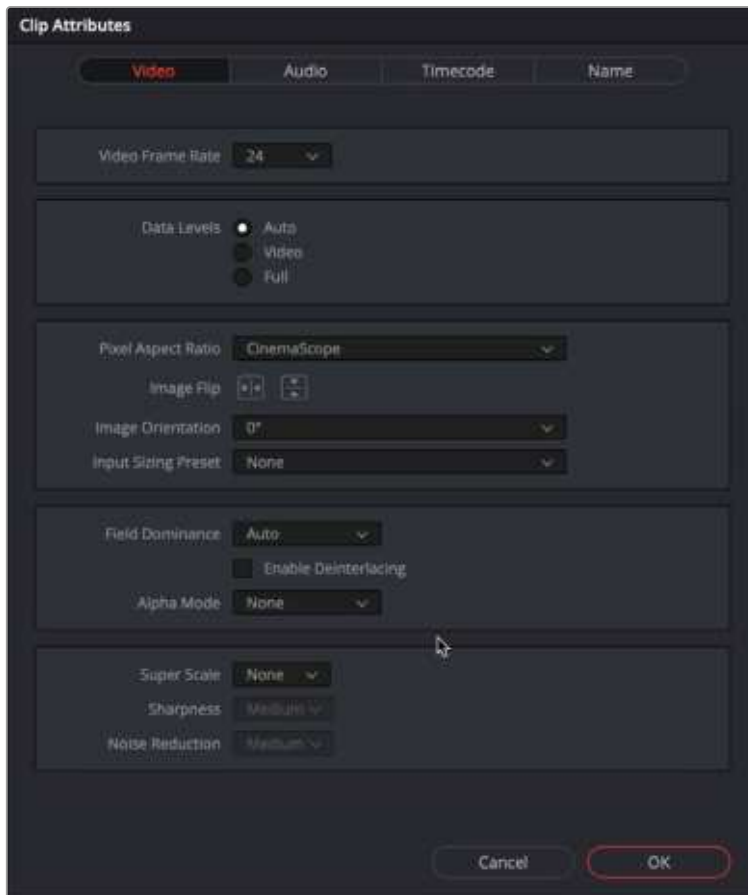 Clip Attributes
Video Audio Timecode Name
Video Frame Rate 24
Data Levels Auto
Video
Full
Pixel Aspect Ratio CinemaScope
Image Flip
Image Orientation 0°
Input Sizing Preset None
Field Dominance Auto
Enable Deinterlacing
Alpha Mode None
Super Scale None
Sharpness Medium
Noise Reduction Medium
Cancel OK